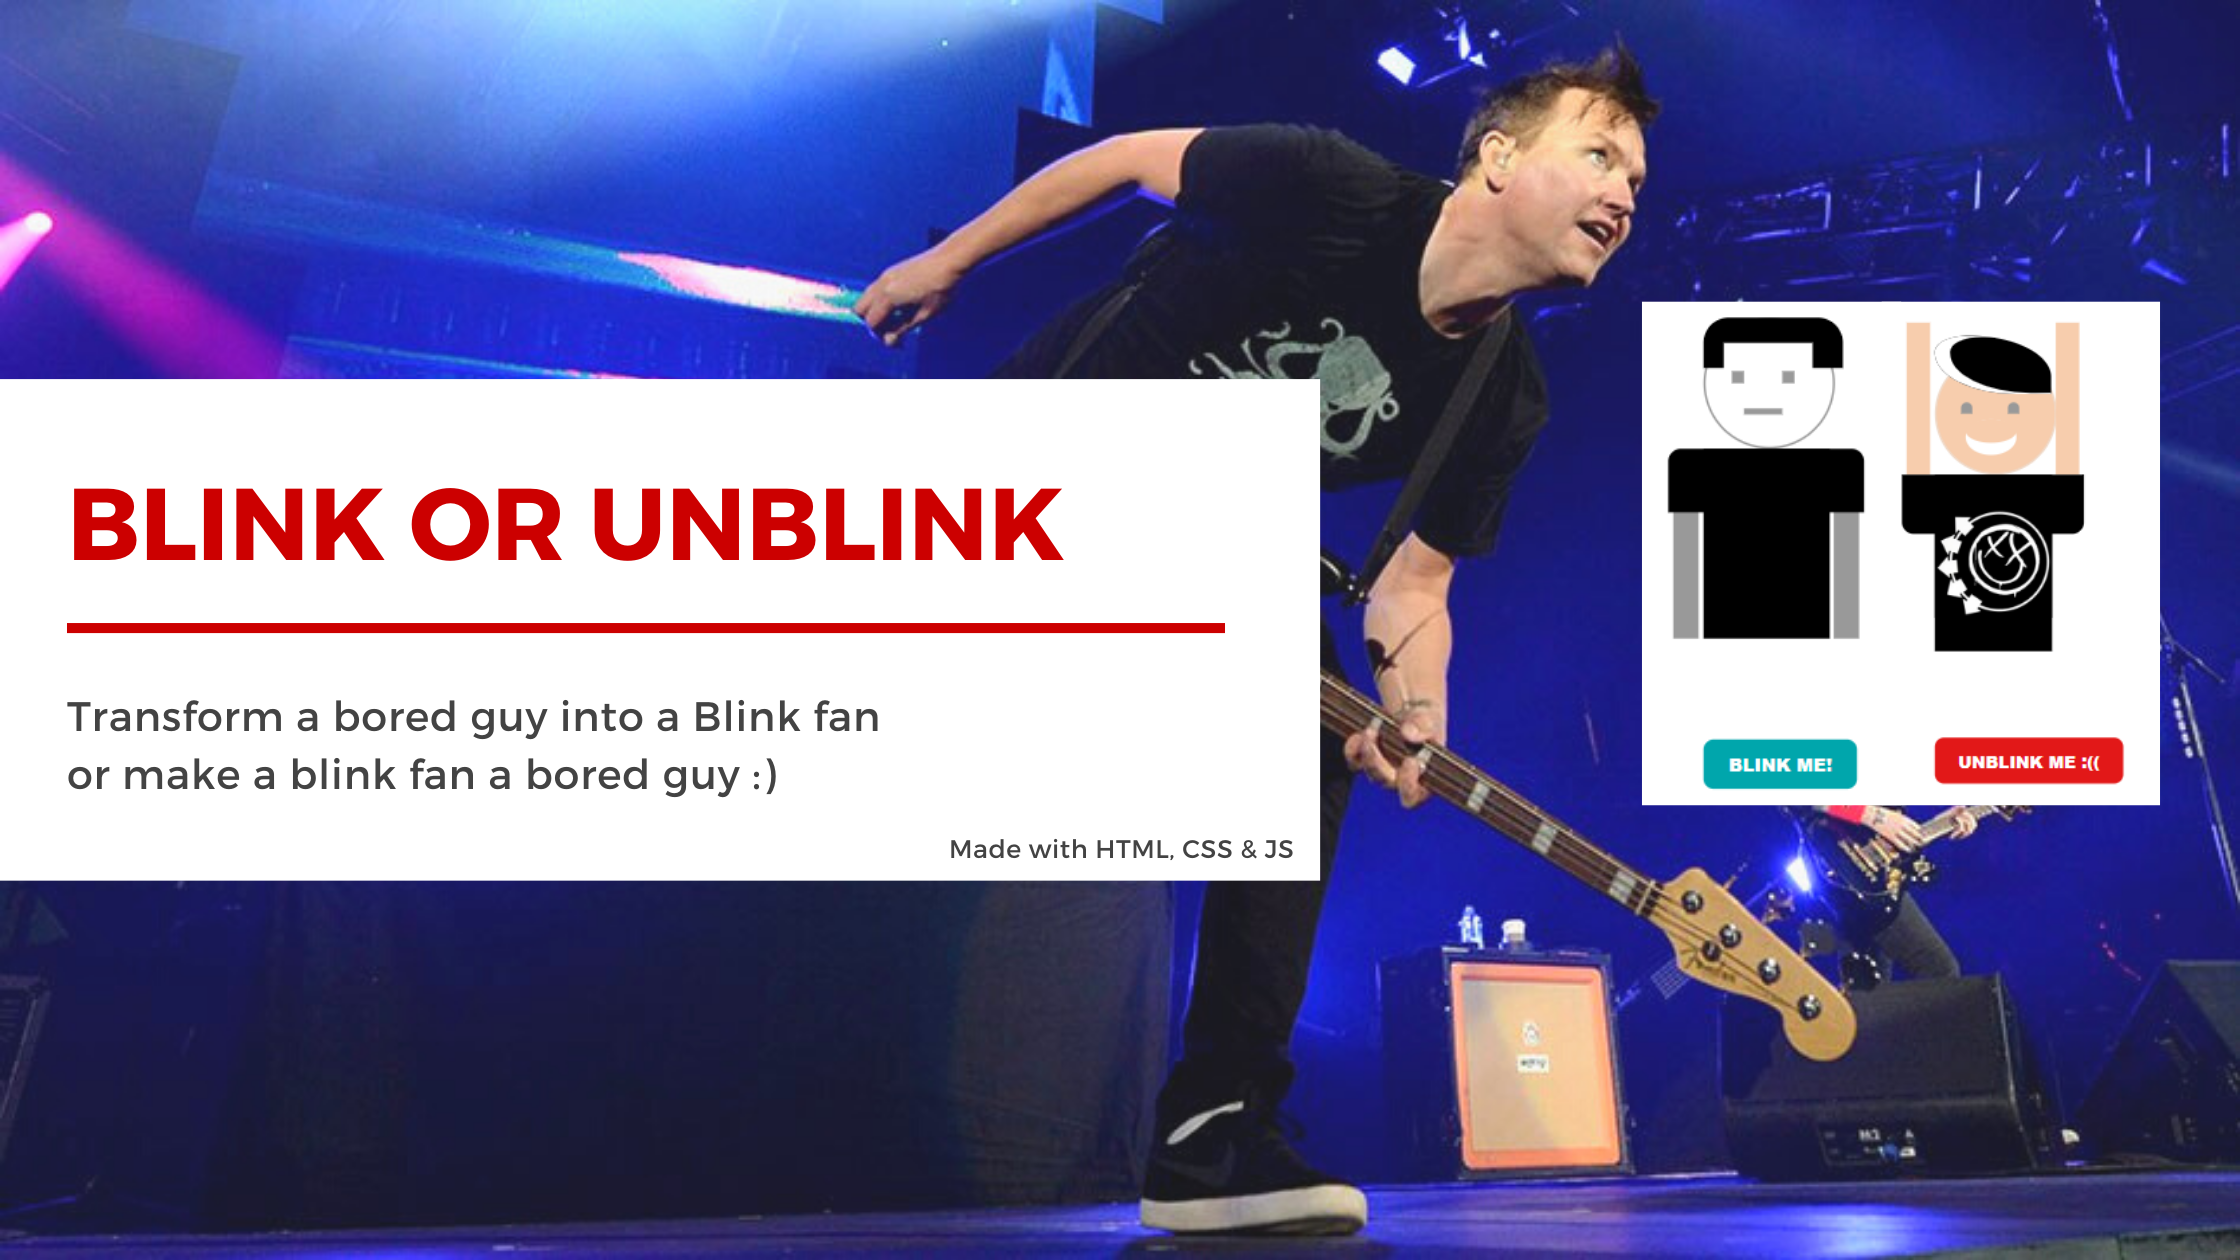 BLINK OR UNBLINK
Transform a bored guy into a Blink fan
or make a blink fan a bored guy :)
Made with HTML, CSS & JS
BLINK ME!
UNBLINK ME :((